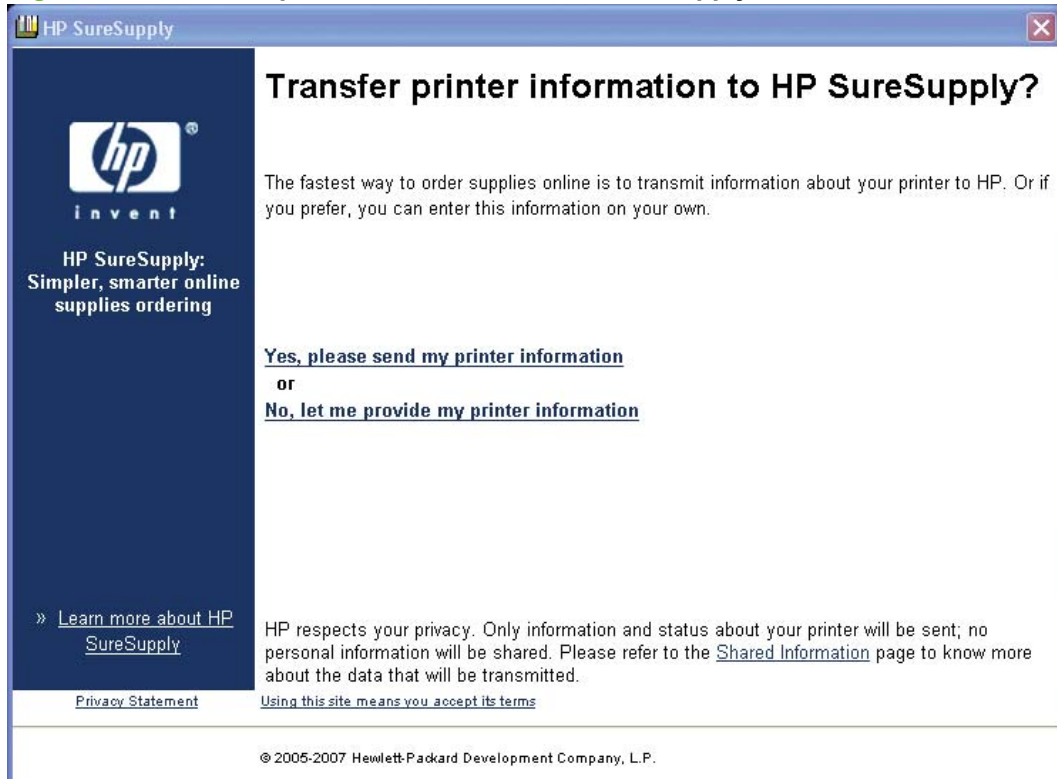 HP SureSupply
Transfer printer information to HP SureSupply?
hp ®
invent
HP SureSupply:
Simpler, smarter online
supplies ordering
The fastest way to order supplies online is to transmit information about your printer to HP. Or if
you prefer, you can enter this information on your own.
Yes, please send my printer information
or
No, let me provide my printer information
» Learn more about HP
SureSupply
HP respects your privacy. Only information and status about your printer will be sent; no
personal information will be shared. Please refer to the Shared Information page to know more
about the data that will be transmitted.
Privacy Statement
Using this site means you accept its terms
© 2005-2007 Hewlett-Packard Development Company, L.P.